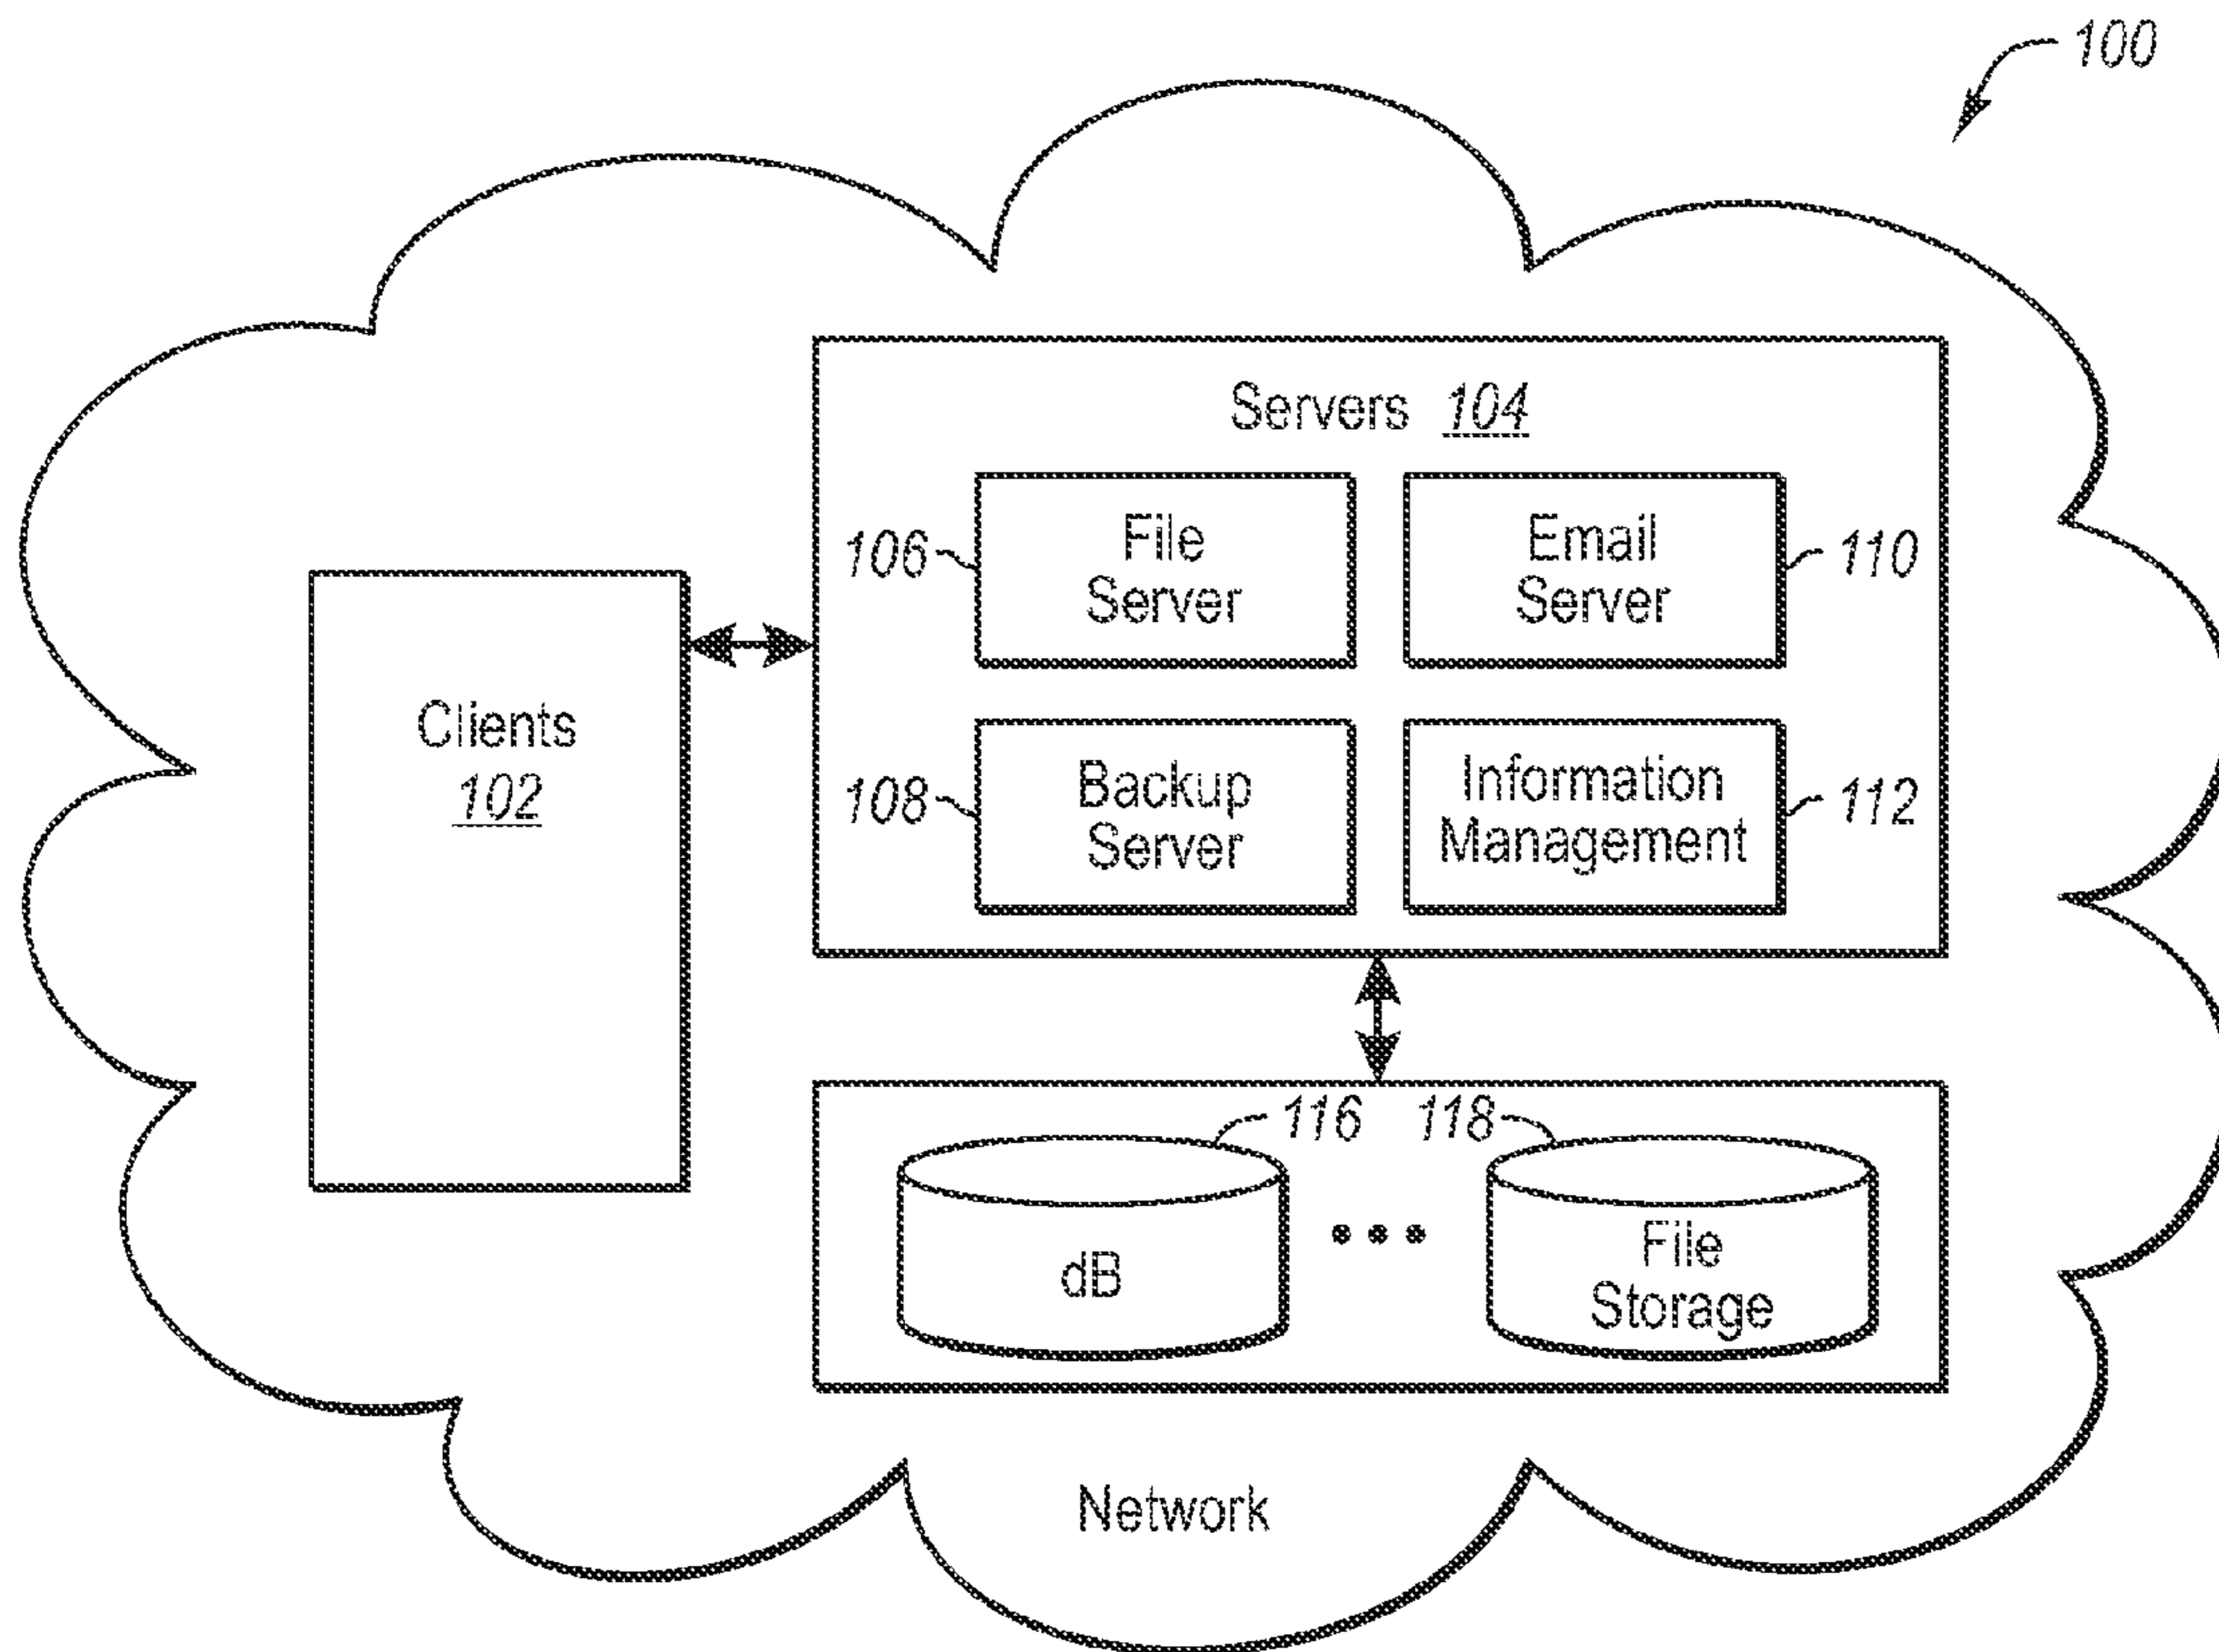 100
Servers 104
106
File
Server
Email
Server
110
Clients
102
108
Backup
Server
Information
Management
112
116
118
dB
File
Storage
Network